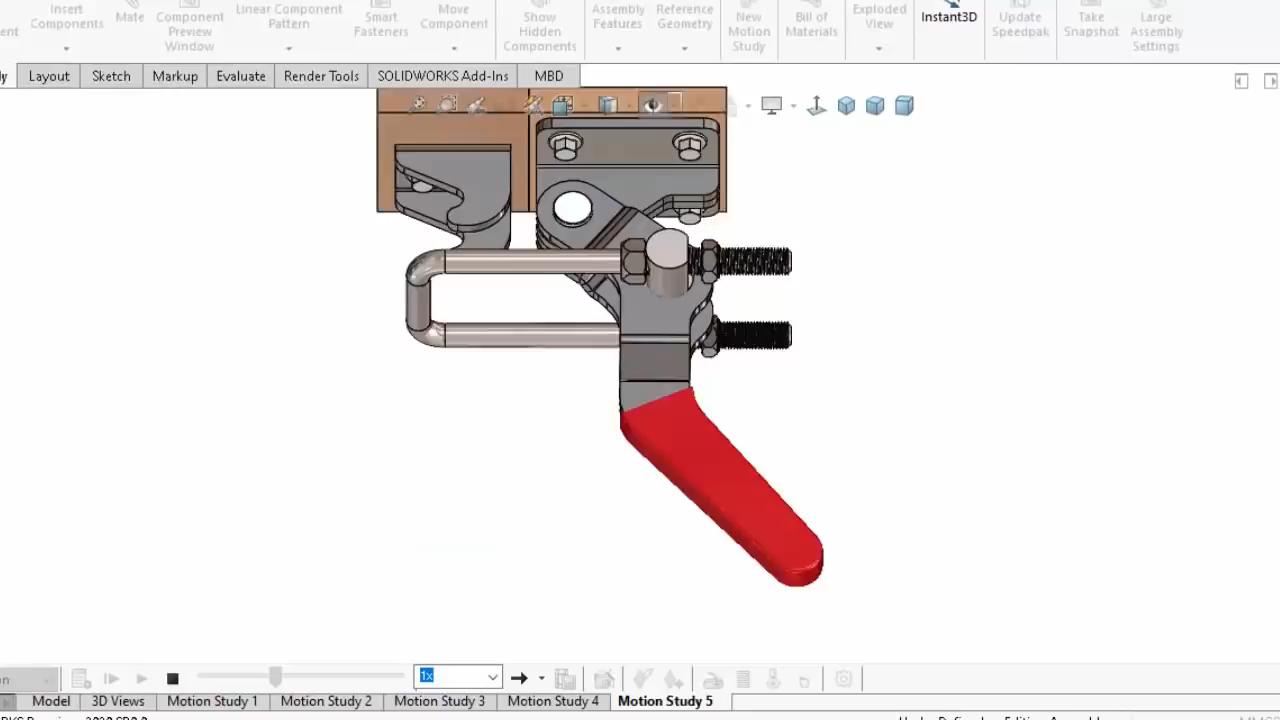 Insert
Components
Mate
Component
Preview
Window
Linear Component
Pattern
Smart
Fasteners
Move
Component
Show
Hidden
Components
Assembly
Features
Reference
Geometry
New
Motion
Study
Bill of
Materials
Exploded
View
Instant3D
Update
Speedpak
Take
Snapshot
Large
Assembly
Settings
Layout
Sketch
Markup
Evaluate
Render Tools
SOLIDWORKS Add-Ins
MBD
1x
Model
3D Views
Motion Study 1
Motion Study 2
Motion Study 3
Motion Study 4
Motion Study 5